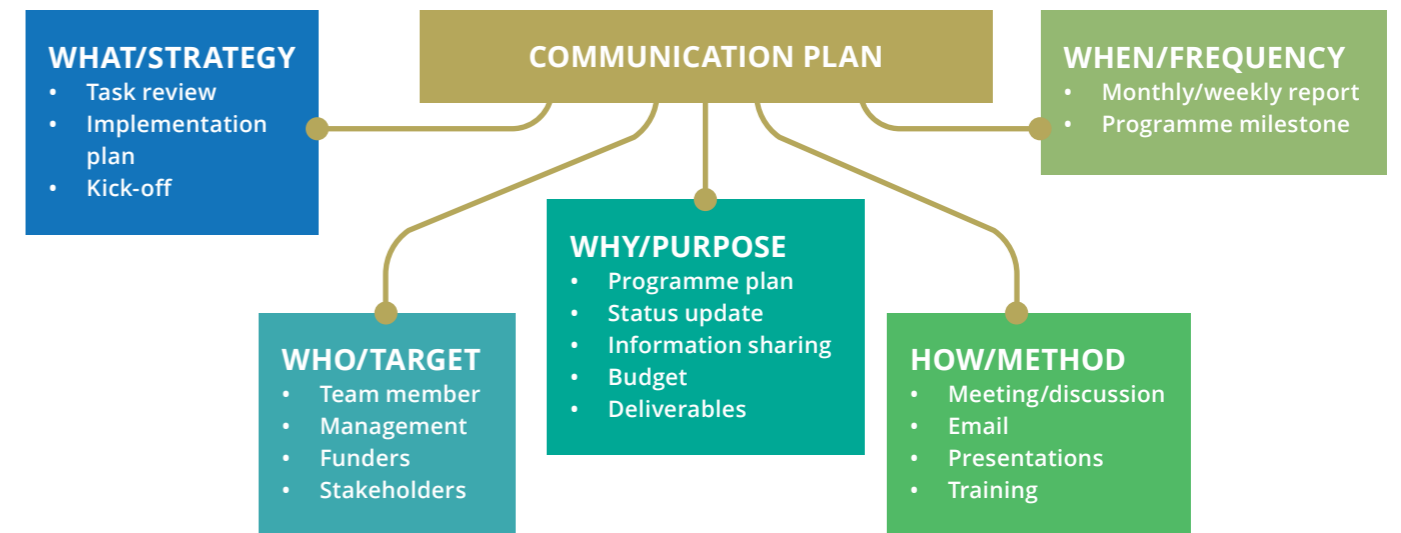 COMMUNICATION PLAN
WHAT/STRATEGY
• Task review
• Implementation
plan
• Kick-off
WHO/TARGET
• Team member
• Management
• Funders
• Stakeholders
WHY/PURPOSE
• Programme plan
• Status update
• Information sharing
• Budget
• Deliverables
HOW/METHOD
• Meeting/discussion
• Email
• Presentations
• Training
WHEN/FREQUENCY
• Monthly/weekly report
• Programme milestone